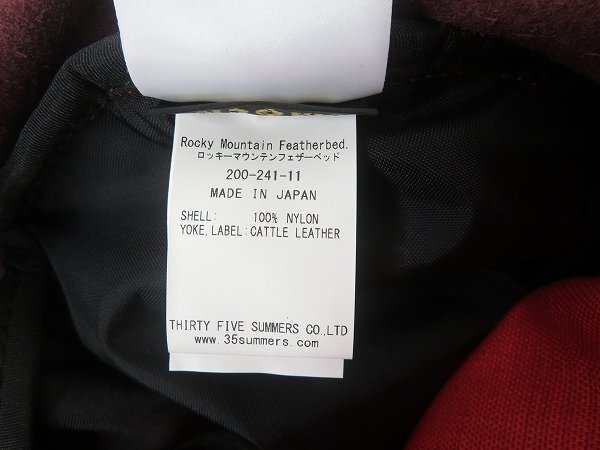 Rocky Mountain Featherbed.
ロッキーマウンテンフェザーベッド
200-241-11
MADE IN JAPAN
SHELL: 100% NYLON
YOKE, LABEL: CATTLE LEATHER
THIRTY FIVE SUMMERS CO., LTD
www.35summers.com